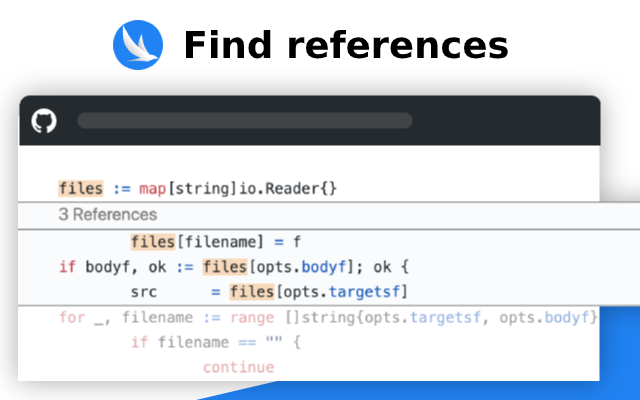 Find references
files := map[string]io.Reader{}
3 References
files[filename] = f
if bodyf, ok := files[opts.bodyf]; ok {
src = files[opts.targetsf]
for _, filename := range []string{opts.targetsf, opts.bodyf}
if filename == "" {
continue